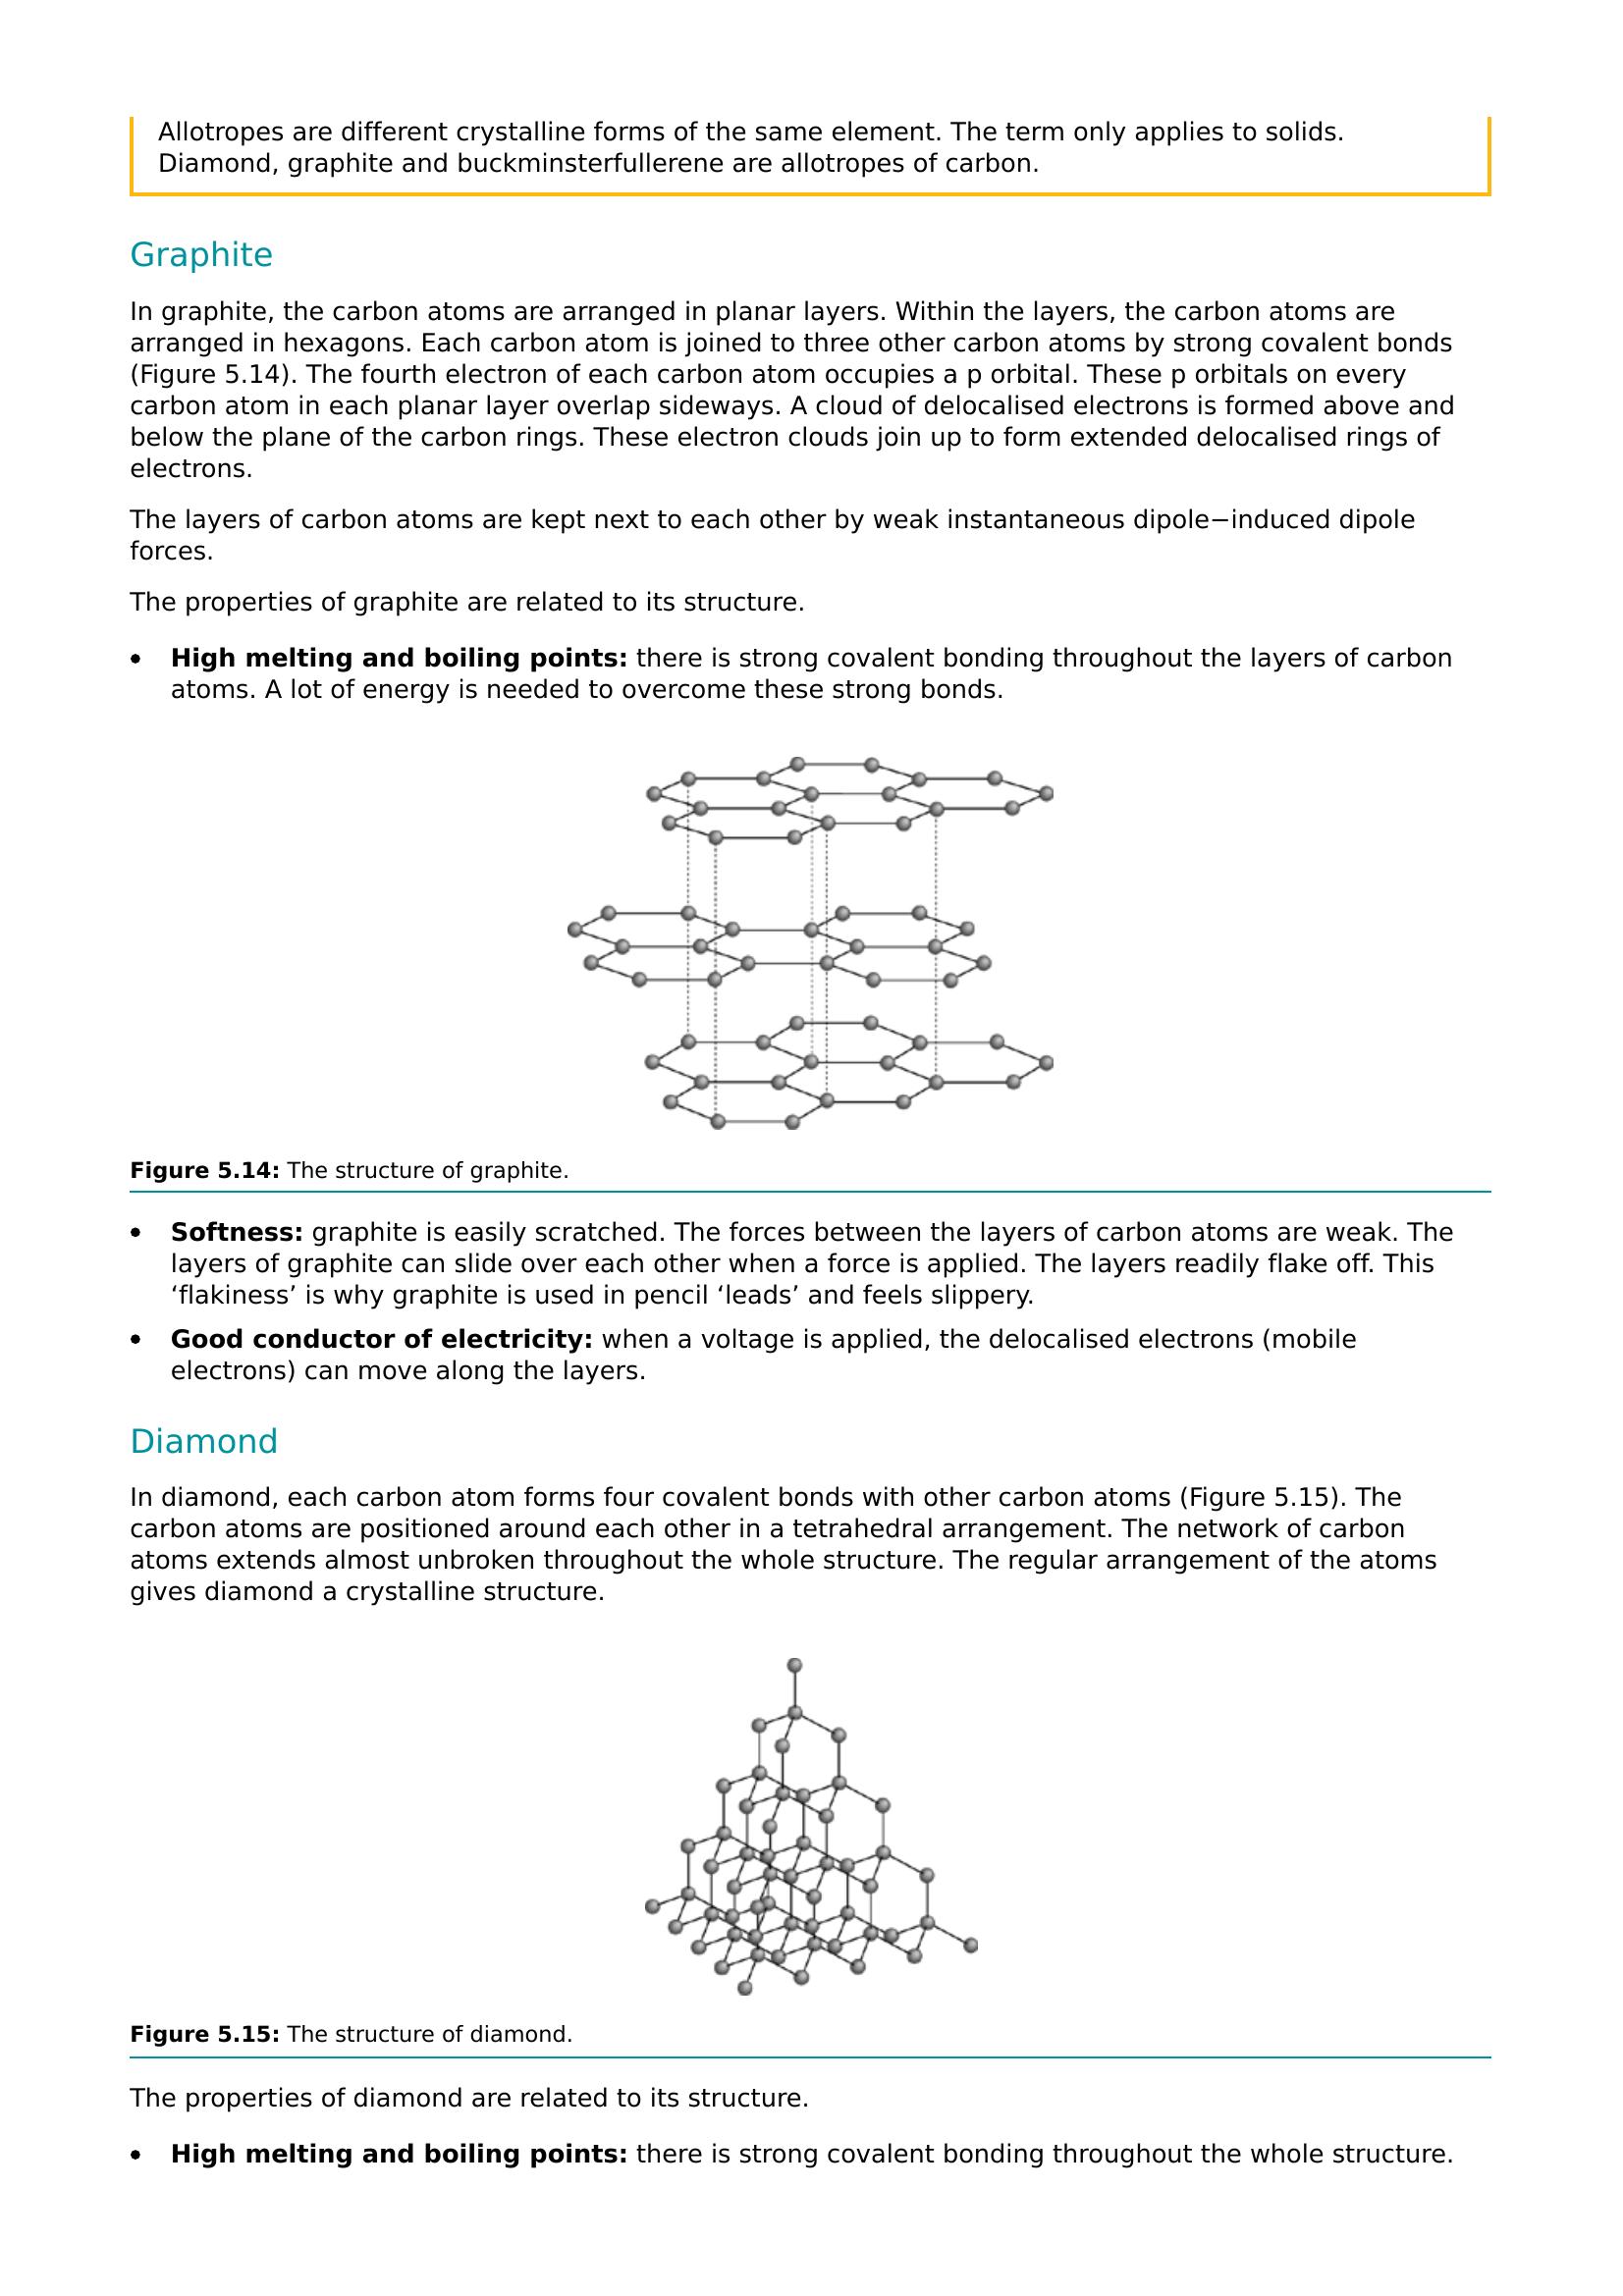 Allotropes are different crystalline forms of the same element. The term only applies to solids.
Diamond, graphite and buckminsterfullerene are allotropes of carbon.
Graphite
In graphite, the carbon atoms are arranged in planar layers. Within the layers, the carbon atoms are
arranged in hexagons. Each carbon atom is joined to three other carbon atoms by strong covalent bonds
(Figure 5.14). The fourth electron of each carbon atom occupies a p orbital. These p orbitals on every
carbon atom in each planar layer overlap sideways. A cloud of delocalised electrons is formed above and
below the plane of the carbon rings. These electron clouds join up to form extended delocalised rings of
electrons.
The layers of carbon atoms are kept next to each other by weak instantaneous dipole−induced dipole
forces.
The properties of graphite are related to its structure.
• High melting and boiling points: there is strong covalent bonding throughout the layers of carbon
atoms. A lot of energy is needed to overcome these strong bonds.
Figure 5.14: The structure of graphite.
• Softness: graphite is easily scratched. The forces between the layers of carbon atoms are weak. The
layers of graphite can slide over each other when a force is applied. The layers readily flake off. This
‘flakiness’ is why graphite is used in pencil ‘leads’ and feels slippery.
• Good conductor of electricity: when a voltage is applied, the delocalised electrons (mobile
electrons) can move along the layers.
Diamond
In diamond, each carbon atom forms four covalent bonds with other carbon atoms (Figure 5.15). The
carbon atoms are positioned around each other in a tetrahedral arrangement. The network of carbon
atoms extends almost unbroken throughout the whole structure. The regular arrangement of the atoms
gives diamond a crystalline structure.
Figure 5.15: The structure of diamond.
The properties of diamond are related to its structure.
• High melting and boiling points: there is strong covalent bonding throughout the whole structure.